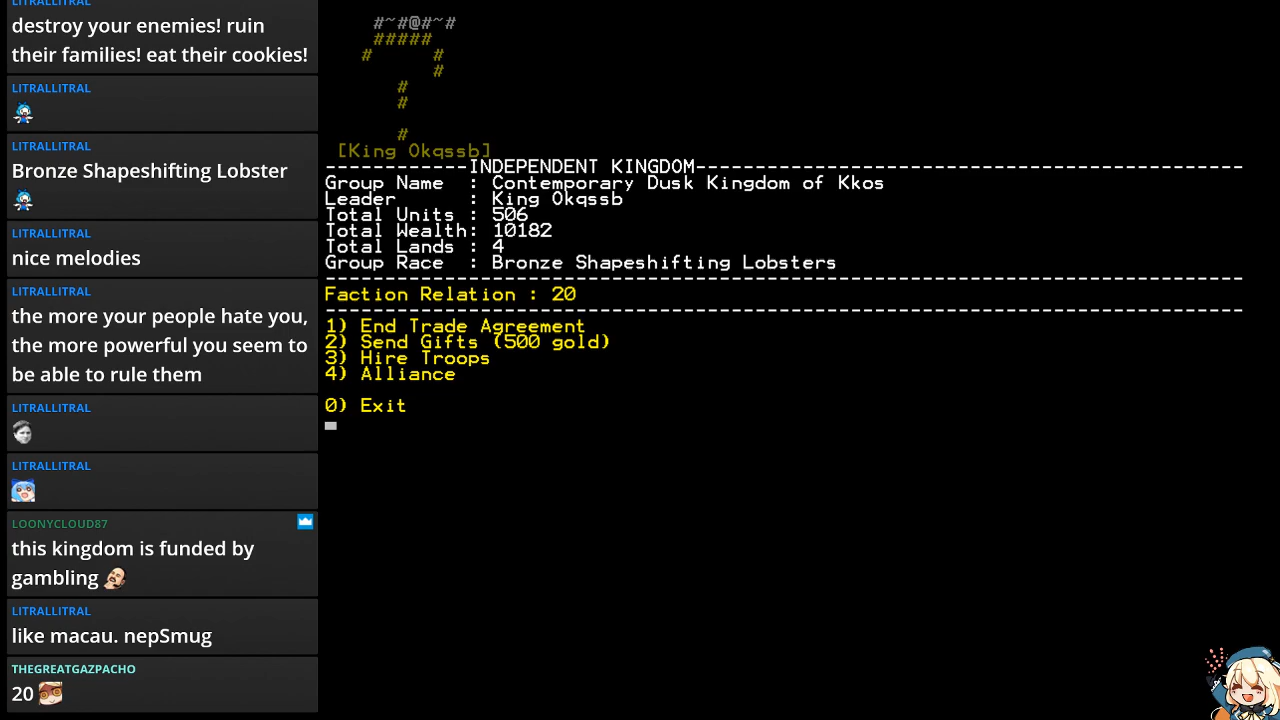 LITRALLITRAL
destroy your enemies! ruin
their families! eat their cookies!
LITRALLITRAL
LITRALLITRAL
Bronze Shapeshifting Lobster
LITRALLITRAL
nice melodies
LITRALLITRAL
the more your people hate you,
the more powerful you seem to
be able to rule them
LITRALLITRAL
LITRALLITRAL
LOONYCLOUD87
this kingdom is funded by
gambling
LITRALLITRAL
like macau. nepSmug
THEGREATGAZPACHO
20
#~#@#~#
#####
# #
#
#
#
#
[King Okqssb]
------------INDEPENDENT KINGDOM----------------------------------------------
Group Name : Contemporary Dusk Kingdom of Kkos
Leader : King Okqssb
Total Units : 506
Total Wealth: 10182
Total Lands : 4
Group Race : Bronze Shapeshifting Lobsters
-----------------------------------------------------------------------------
Faction Relation : 20
-----------------------------------------------------------------------------
1) End Trade Agreement
2) Send Gifts (500 gold)
3) Hire Troops
4) Alliance
0) Exit